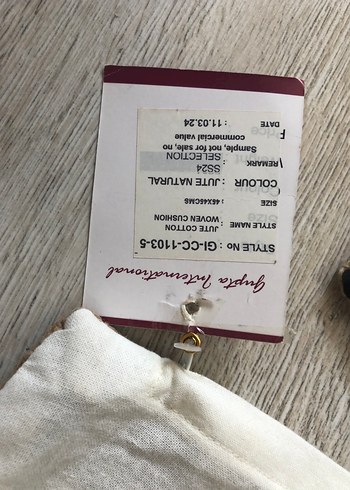 Gupta International
STYLE No : GI-CC-1103-5
STYLE NAME : JUTE COTTON
WOVEN CUSHION
SIZE : 45X45CMS
COLOUR : JUTE NATURAL
SS24
REMARK : SELECTION
Sample, not for sale, no
commercial value
DATE : 11.03.24